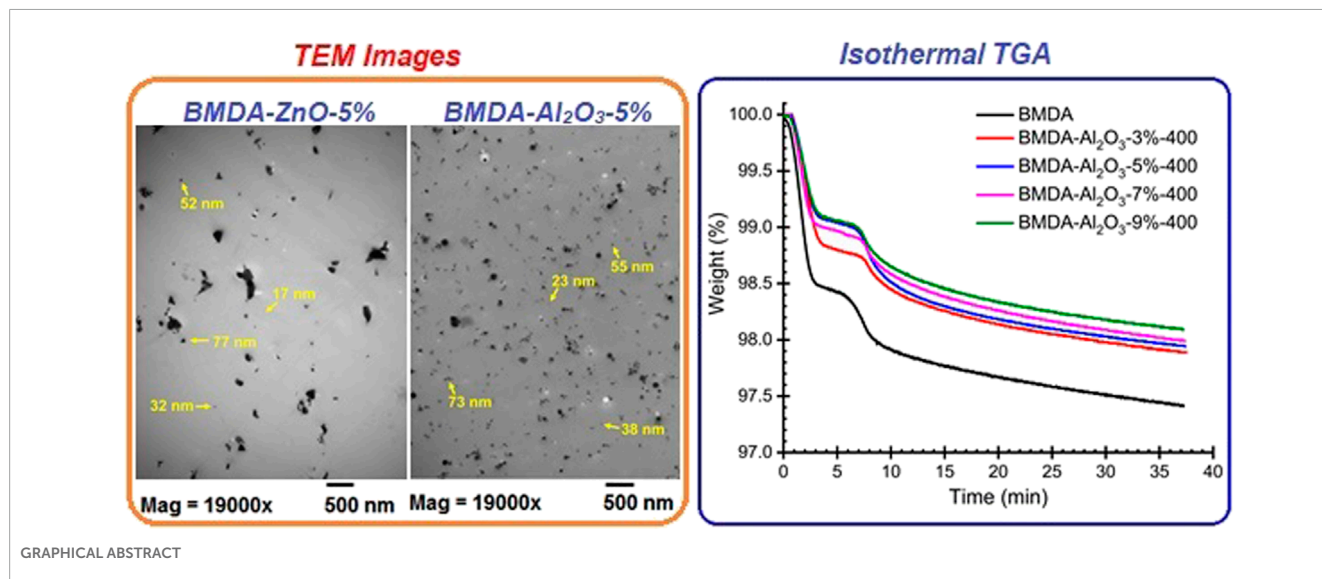 TEM Images
BMDA-ZnO-5%
BMDA-Al₂O₃-5%
52 nm
17 nm
77 nm
32 nm
55 nm
23 nm
73 nm
38 nm
Mag = 19000x
500 nm
Mag = 19000x
500 nm
Isothermal TGA
BMDA
BMDA-Al₂O₃-3%-400
BMDA-Al₂O₃-5%-400
BMDA-Al₂O₃-7%-400
BMDA-Al₂O₃-9%-400
Weight (%)
100.0
99.5
99.0
98.5
98.0
97.5
97.0
0 5 10 15 20 25 30 35 40
Time (min)
GRAPHICAL ABSTRACT